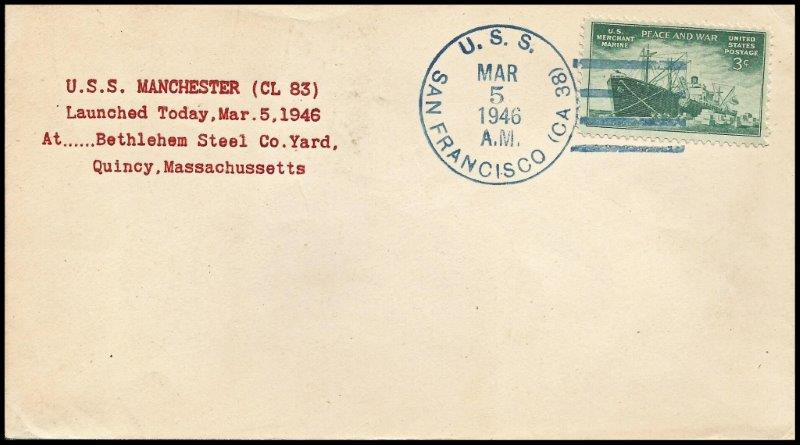 U.S.S. MANCHESTER (CL 83)
Launched Today,Mar.5,1946
At......Bethlehem Steel Co.Yard,
Quincy,Massachussetts
U. S. S.
SAN FRANCISCO (CA 38)
MAR
5
1946
A.M.
U.S.
MERCHANT
MARINE
PEACE AND WAR
UNITED
STATES
POSTAGE
3¢